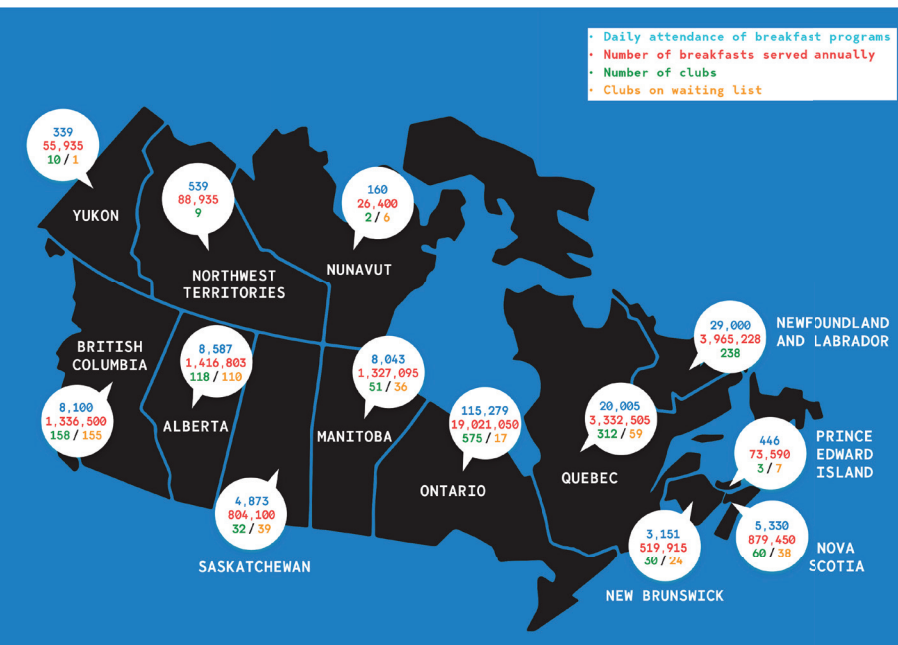 · Daily attendance of breakfast programs
· Number of breakfasts served annually
· Number of clubs
· Clubs on waiting list
339
55,935
10 / 1
YUKON
539
88,935
9
NORTHWEST
TERRITORIES
160
26,400
2 / 6
NUNAVUT
BRITISH
COLUMBIA
8,100
1,336,500
158 / 155
8,587
1,416,803
118 / 110
ALBERTA
4,873
804,100
32 / 39
SASKATCHEWAN
8,043
1,327,095
51 / 36
MANITOBA
115,279
19,021,050
575 / 17
ONTARIO
20,005
3,332,505
312 / 59
QUEBEC
29,000
3,965,228
238
NEWFOUNDLAND
AND LABRADOR
446
73,590
3 / 7
PRINCE
EDWARD
ISLAND
5,330
879,450
60 / 38
NOVA
SCOTIA
3,151
519,915
30 / 24
NEW BRUNSWICK